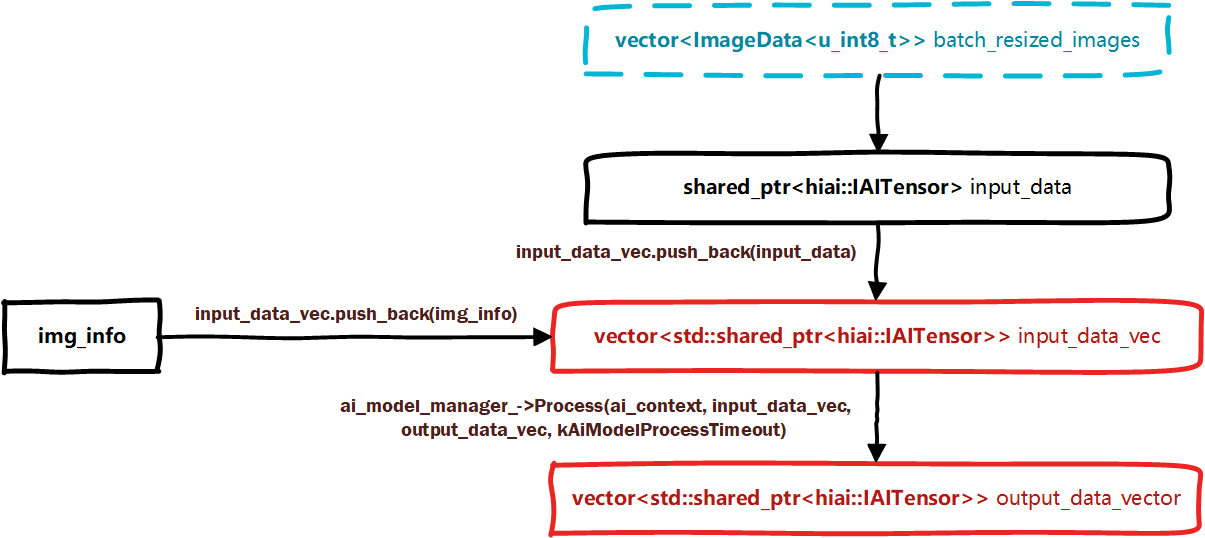 vector<ImageData<u_int8_t>> batch_resized_images
shared_ptr<hiai::IAITensor> input_data
input_data_vec.push_back(input_data)
input_data_vec.push_back(img_info)
img_info
vector<std::shared_ptr<hiai::IAITensor>> input_data_vec
ai_model_manager_->Process(ai_context, input_data_vec,
output_data_vec, kAiModelProcessTimeout)
vector<std::shared_ptr<hiai::IAITensor>> output_data_vector